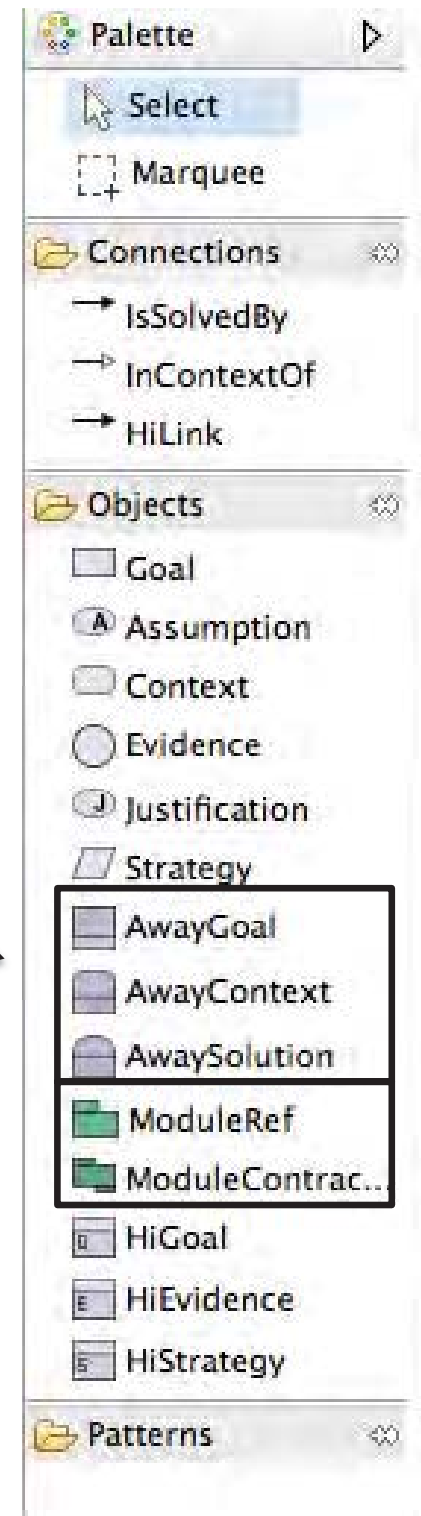 Palette
Select
Marquee
Connections
IsSolvedBy
InContextOf
HiLink
Objects
Goal
A Assumption
Context
Evidence
J Justification
Strategy
AwayGoal
AwayContext
AwaySolution
ModuleRef
ModuleContrac...
HiGoal
E HiEvidence
S HiStrategy
Patterns